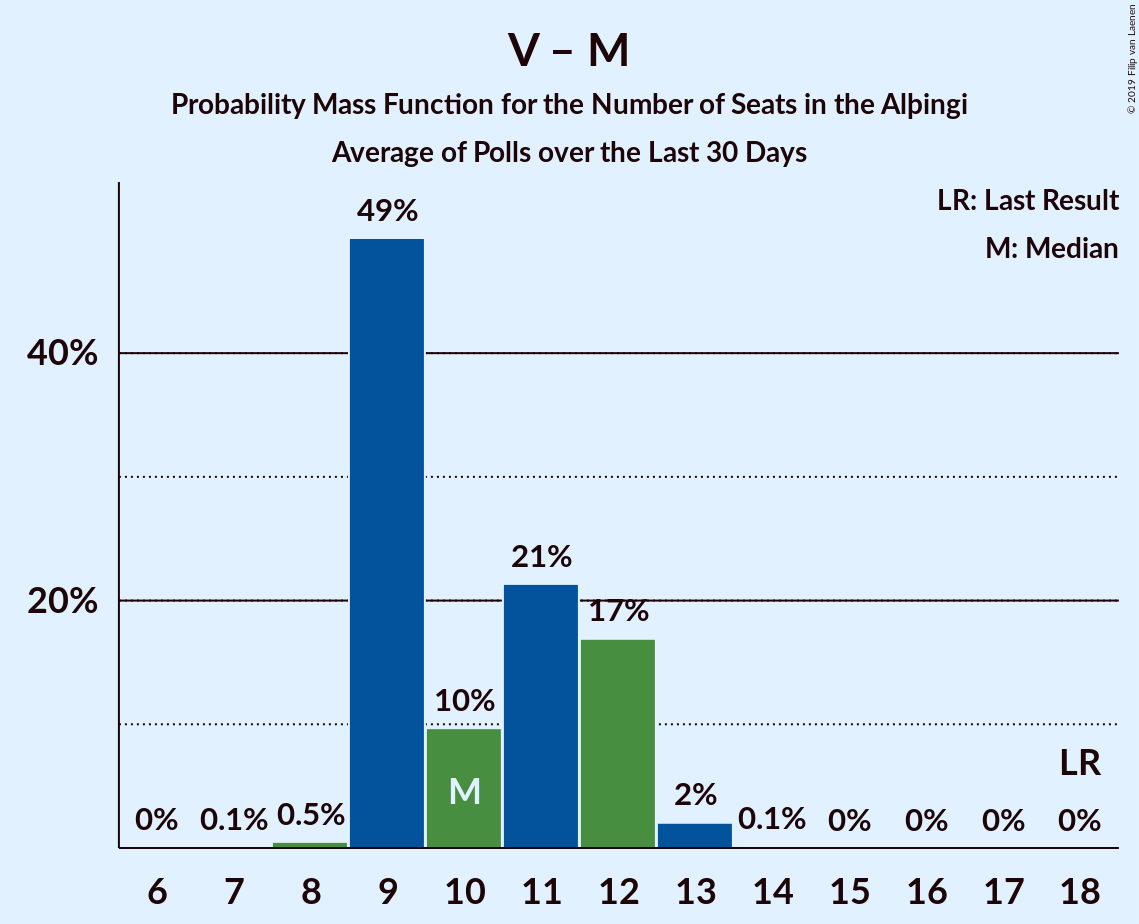 V – M
Probability Mass Function for the Number of Seats in the Alþingi
Average of Polls over the Last 30 Days
© 2019 Filip van Laenen
LR: Last Result
M: Median
49%
40%
21%
20%
17%
10%
M
LR
0%
0.1%
0.5%
2%
0.1%
0%
0%
0%
0%
6 7 8 9 10 11 12 13 14 15 16 17 18